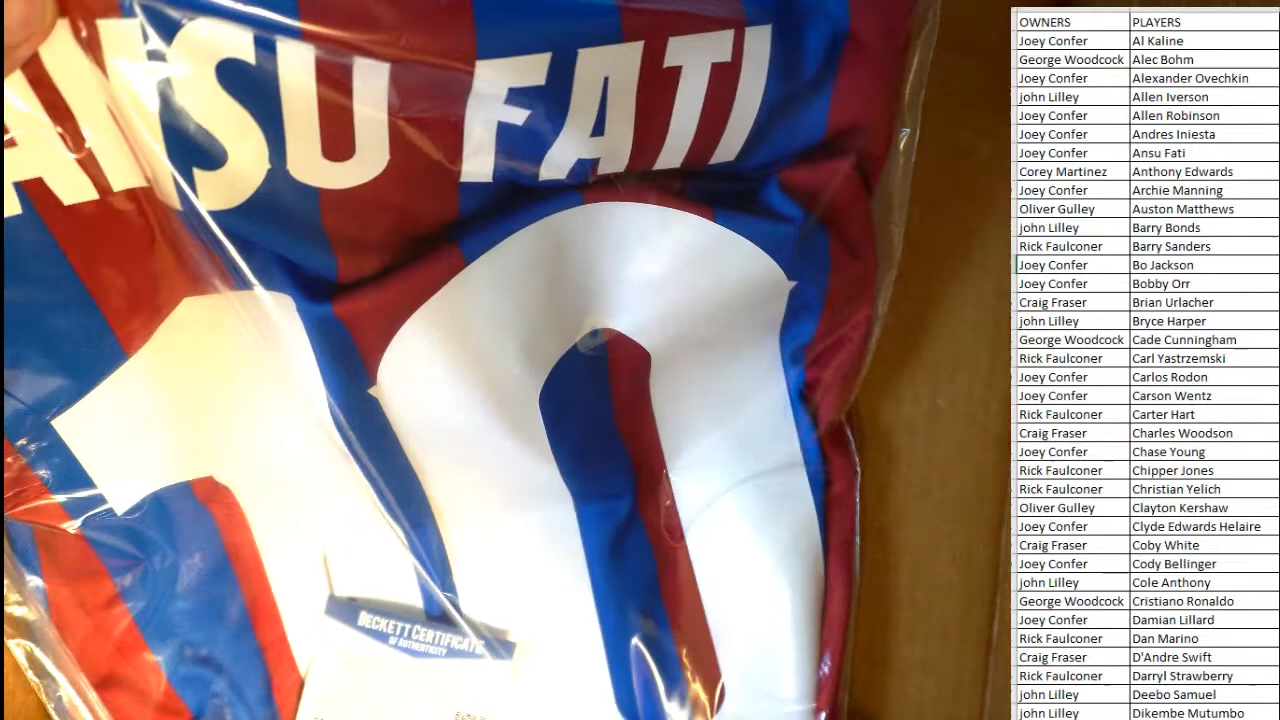 ANSU FATI
10
BECKETT CERTIFICATE
OF AUTHENTICITY
OWNERS PLAYERS
Joey Confer Al Kaline
George Woodcock Alec Bohm
Joey Confer Alexander Ovechkin
john Lilley Allen Iverson
Joey Confer Allen Robinson
Joey Confer Andres Iniesta
Joey Confer Ansu Fati
Corey Martinez Anthony Edwards
Joey Confer Archie Manning
Oliver Gulley Auston Matthews
john Lilley Barry Bonds
Rick Faulconer Barry Sanders
Joey Confer Bo Jackson
Joey Confer Bobby Orr
Craig Fraser Brian Urlacher
john Lilley Bryce Harper
George Woodcock Cade Cunningham
Rick Faulconer Carl Yastrzemski
Joey Confer Carlos Rodon
Joey Confer Carson Wentz
Rick Faulconer Carter Hart
Craig Fraser Charles Woodson
Joey Confer Chase Young
Rick Faulconer Chipper Jones
Rick Faulconer Christian Yelich
Oliver Gulley Clayton Kershaw
Joey Confer Clyde Edwards Helaire
Craig Fraser Coby White
Joey Confer Cody Bellinger
john Lilley Cole Anthony
George Woodcock Cristiano Ronaldo
Joey Confer Damian Lillard
Rick Faulconer Dan Marino
Craig Fraser D'Andre Swift
Rick Faulconer Darryl Strawberry
john Lilley Deebo Samuel
john Lilley Dikembe Mutumbo